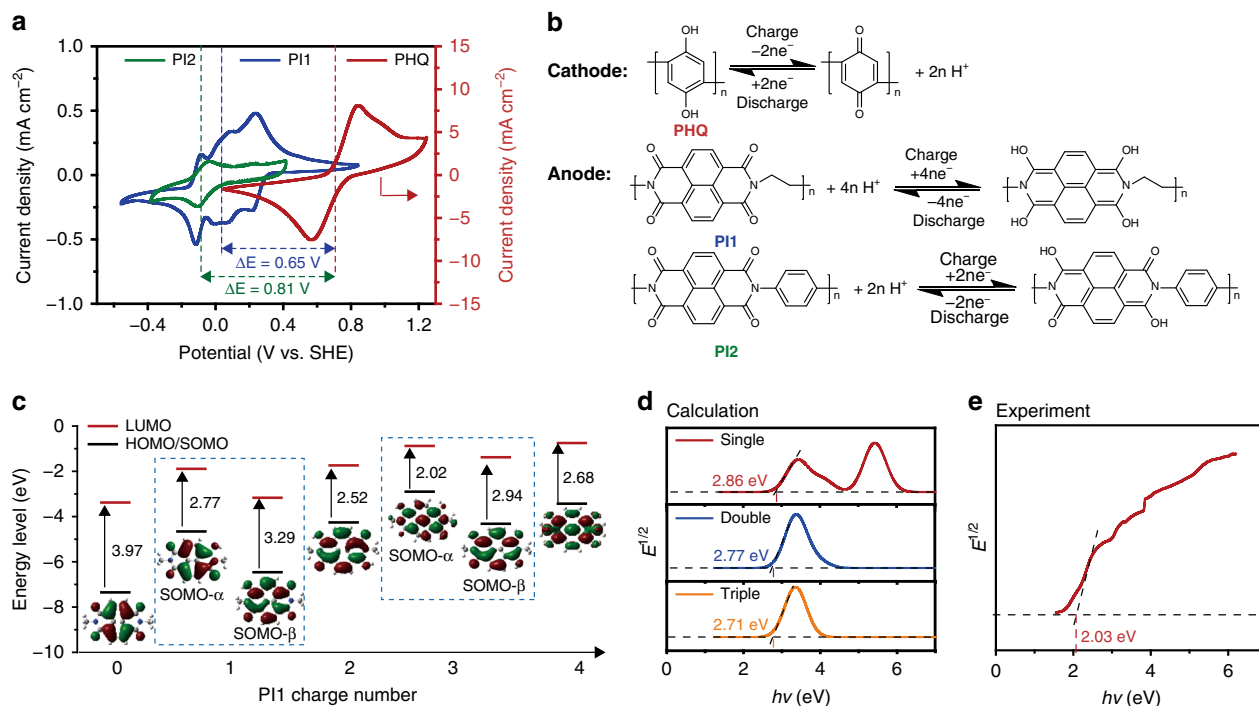 a
PI2 PI1 PHQ
1.0
0.5
0.0
−0.5
−1.0
Current density (mA cm⁻²)
15
10
5
0
−5
−10
−15
Current density (mA cm⁻²)
ΔE = 0.65 V
ΔE = 0.81 V
−0.4 0.0 0.4 0.8 1.2
Potential (V vs. SHE)
b
Cathode:
OH
OH
n
PHQ
Charge
−2ne⁻
+2ne⁻
Discharge
O
O
n
+ 2n H⁺
Anode:
O O
N N
O O
n
PI1
+ 4n H⁺
Charge
+4ne⁻
−4ne⁻
Discharge
OH OH
N N
HO OH
n
O O
N N
O O
n
PI2
+ 2n H⁺
Charge
+2ne⁻
−2ne⁻
Discharge
HO O
N N
O OH
n
c
LUMO
HOMO/SOMO
0
−2
−4
−6
−8
−10
Energy level (eV)
3.97
2.77
SOMO-α
3.29
SOMO-β
2.52
2.02
SOMO-α
2.94
SOMO-β
2.68
0 1 2 3 4
PI1 charge number
d
Calculation
Single
2.86 eV
Double
2.77 eV
Triple
2.71 eV
E¹/²
2 4 6
hv (eV)
e
Experiment
E¹/²
2.03 eV
0 2 4 6
hv (eV)